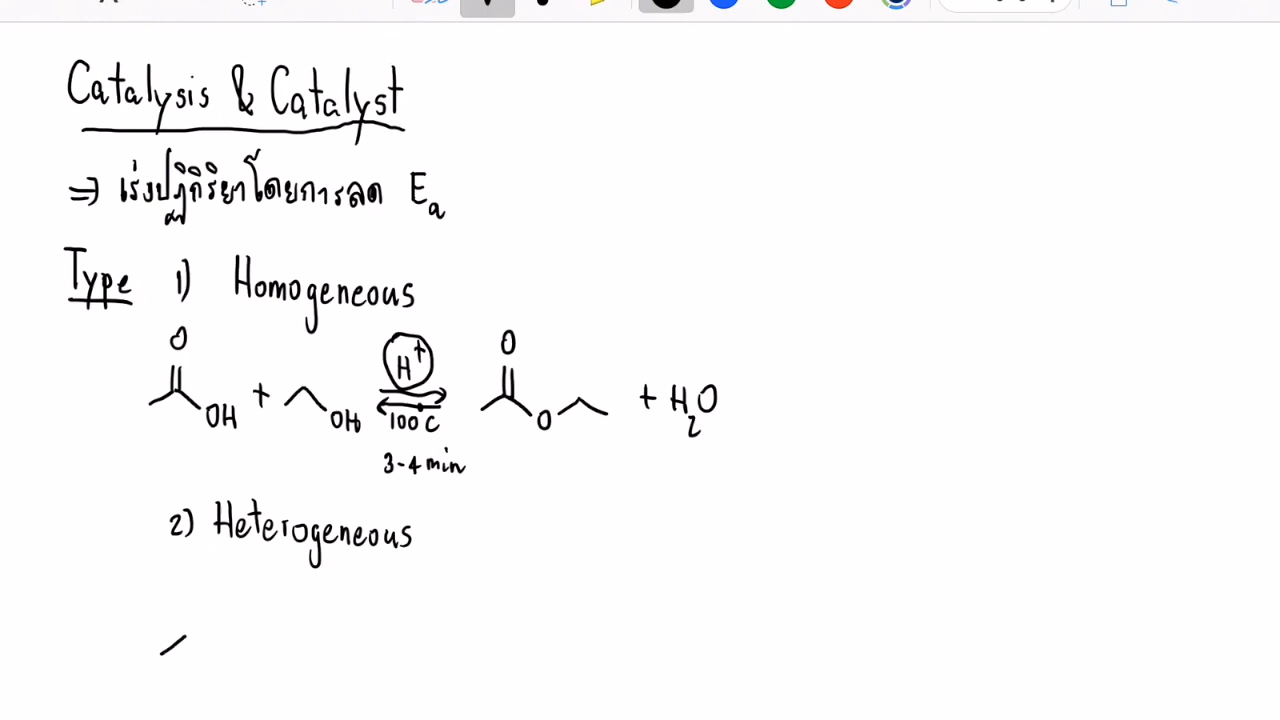 Catalysis & Catalyst
⇒ เร่งปฏิกิริยาโดยการลด Ea
Type 1) Homogeneous
O H⁺ O
OH + OH ⇌ O + H₂O
100°C
3-4 min
2) Heterogeneous